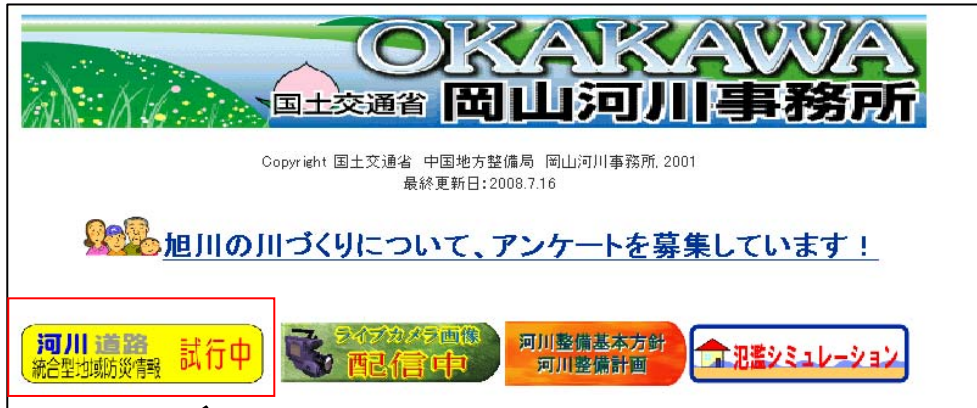 OKAKAWA
国土交通省 岡山河川事務所
Copyright 国土交通省 中国地方整備局 岡山河川事務所, 2001
最終更新日:2008.7.16
旭川の川づくりについて、アンケートを募集しています!
河川 道路
統合型地域防災情報 試行中
ライブカメラ画像
配信中
河川整備基本方針
河川整備計画
氾濫シミュレーション